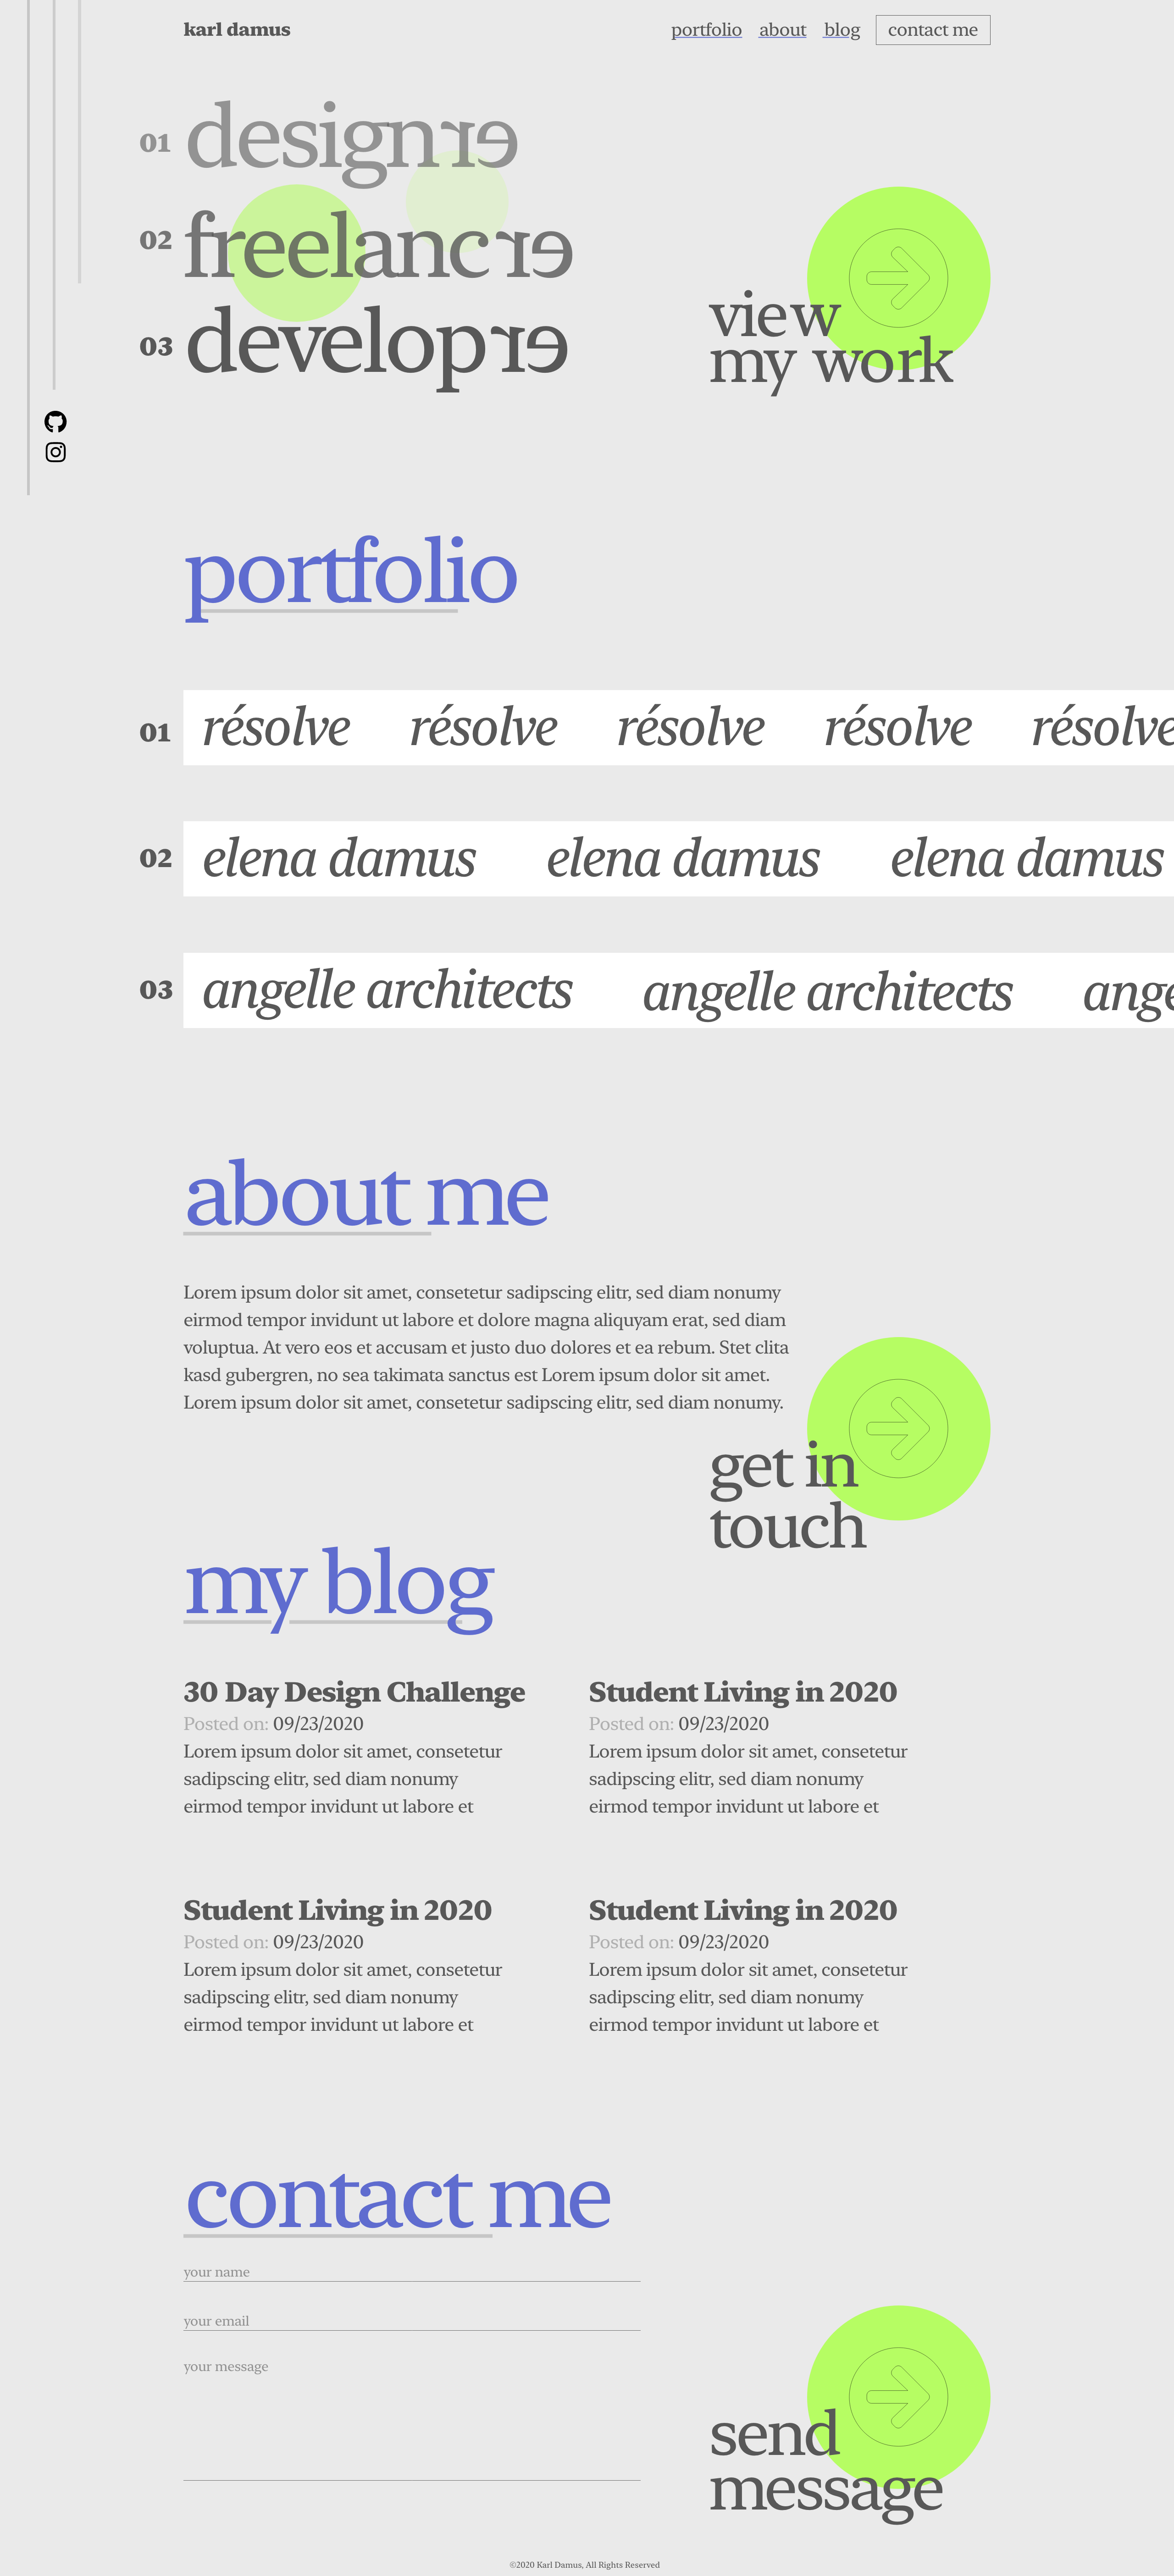 karl damus portfolio about blog contact me
01 designer
02 freelancer
03 developer
view
my work
portfolio
01 résolve résolve résolve résolve résolve
02 elena damus elena damus elena damus
03 angelle architects angelle architects ange
about me
Lorem ipsum dolor sit amet, consetetur sadipscing elitr, sed diam nonumy
eirmod tempor invidunt ut labore et dolore magna aliquyam erat, sed diam
voluptua. At vero eos et accusam et justo duo dolores et ea rebum. Stet clita
kasd gubergren, no sea takimata sanctus est Lorem ipsum dolor sit amet.
Lorem ipsum dolor sit amet, consetetur sadipscing elitr, sed diam nonumy.
get in
touch
my blog
30 Day Design Challenge
Posted on: 09/23/2020
Lorem ipsum dolor sit amet, consetetur
sadipscing elitr, sed diam nonumy
eirmod tempor invidunt ut labore et
Student Living in 2020
Posted on: 09/23/2020
Lorem ipsum dolor sit amet, consetetur
sadipscing elitr, sed diam nonumy
eirmod tempor invidunt ut labore et
Student Living in 2020
Posted on: 09/23/2020
Lorem ipsum dolor sit amet, consetetur
sadipscing elitr, sed diam nonumy
eirmod tempor invidunt ut labore et
Student Living in 2020
Posted on: 09/23/2020
Lorem ipsum dolor sit amet, consetetur
sadipscing elitr, sed diam nonumy
eirmod tempor invidunt ut labore et
contact me
your name
your email
your message
send
message
©2020 Karl Damus, All Rights Reserved